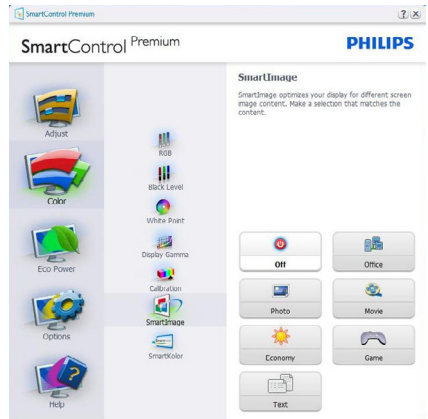 SmartControl Premium
SmartControl Premium
PHILIPS
Adjust
Color
Eco Power
Options
Help
RGB
Black Level
White Point
Display Gamma
Calibration
SmartImage
SmartKolor
SmartImage
SmartImage optimizes your display for different screen
image content. Make a selection that matches the
content.
Off
Office
Photo
Movie
Economy
Game
Text